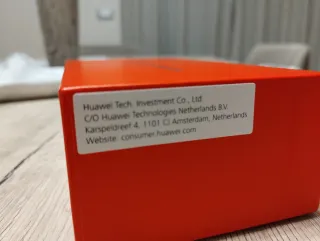 Huawei Tech. Investment Co., Ltd
C/O Huawei Technologies Netherlands B.V.
Karspeldreef 4, 1101 CJ Amsterdam, Netherlands
Website: consumer.huawei.com